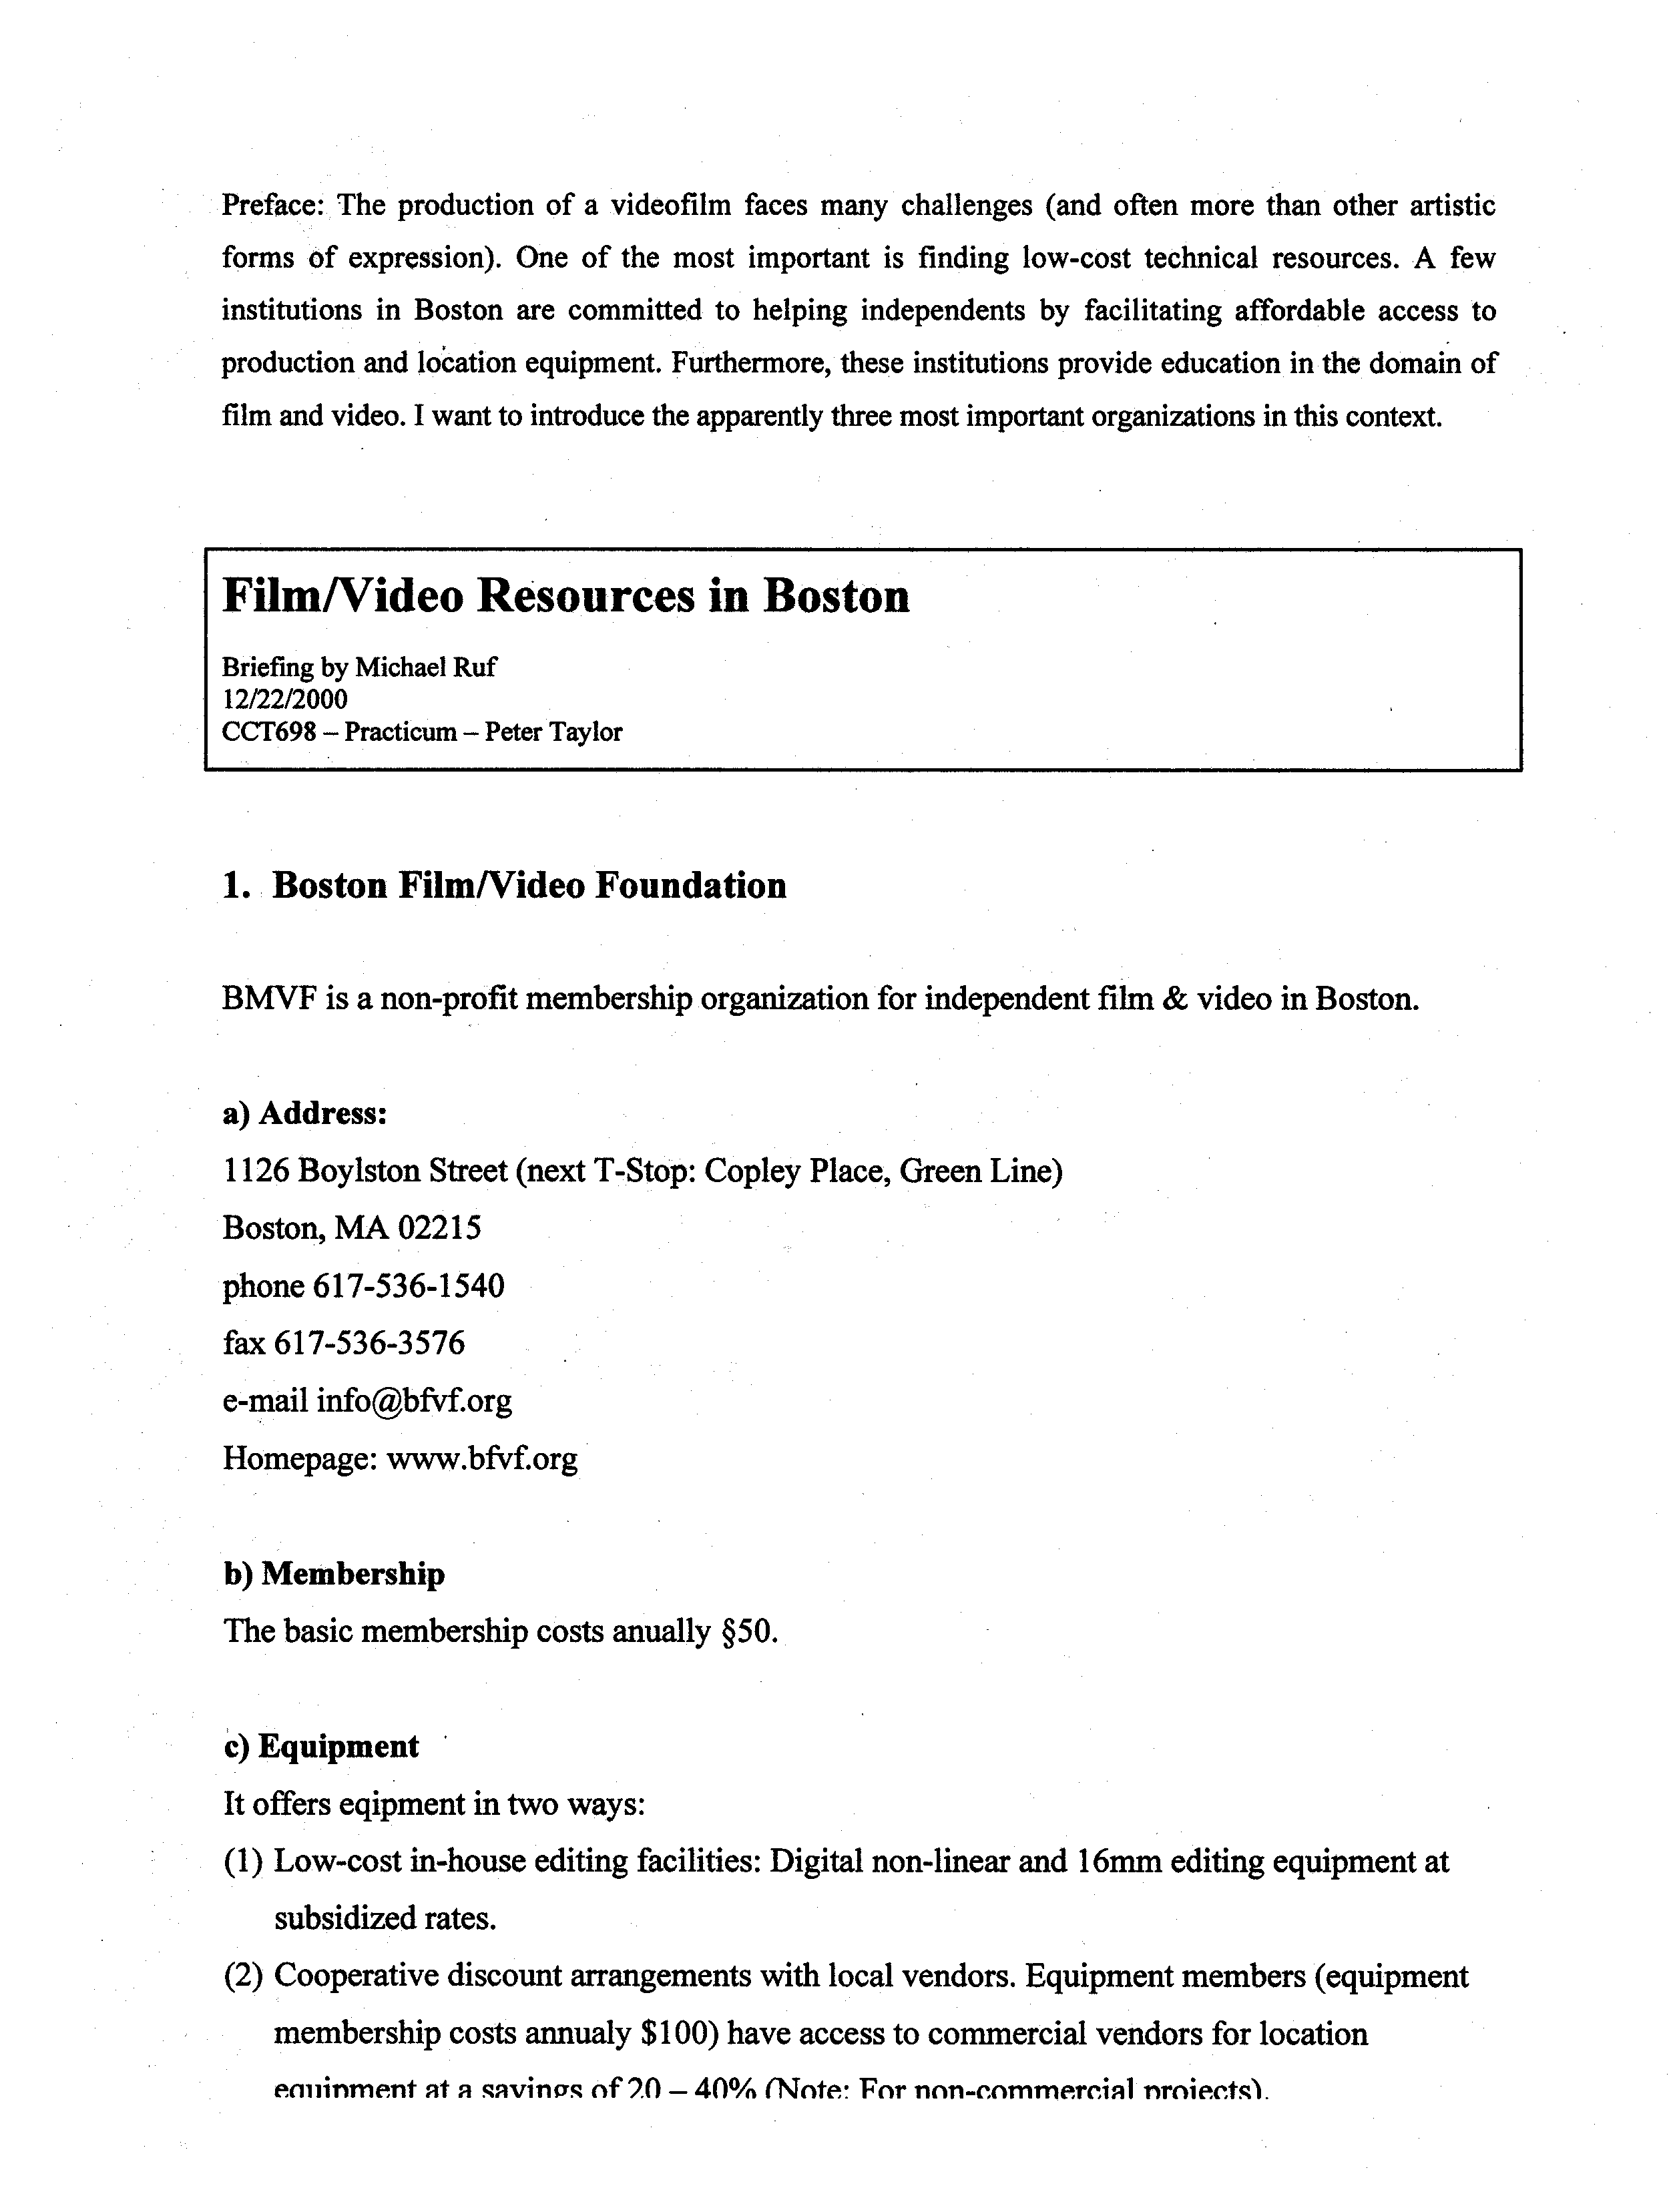 Preface: The production of a videofilm faces many challenges (and often more than other artistic
forms of expression). One of the most important is finding low-cost technical resources. A few
institutions in Boston are committed to helping independents by facilitating affordable access to
production and location equipment. Furthermore, these institutions provide education in the domain of
film and video. I want to introduce the apparently three most important organizations in this context.
Film/Video Resources in Boston
Briefing by Michael Ruf
12/22/2000
CCT698 – Practicum – Peter Taylor
1. Boston Film/Video Foundation
BMVF is a non-profit membership organization for independent film & video in Boston.
a) Address:
1126 Boylston Street (next T-Stop: Copley Place, Green Line)
Boston, MA 02215
phone 617-536-1540
fax 617-536-3576
e-mail info@bfvf.org
Homepage: www.bfvf.org
b) Membership
The basic membership costs anually §50.
c) Equipment
It offers eqipment in two ways:
(1) Low-cost in-house editing facilities: Digital non-linear and 16mm editing equipment at
subsidized rates.
(2) Cooperative discount arrangements with local vendors. Equipment members (equipment
membership costs annualy $100) have access to commercial vendors for location
equipment at a savings of 20 – 40% (Note: For non-commercial projects).